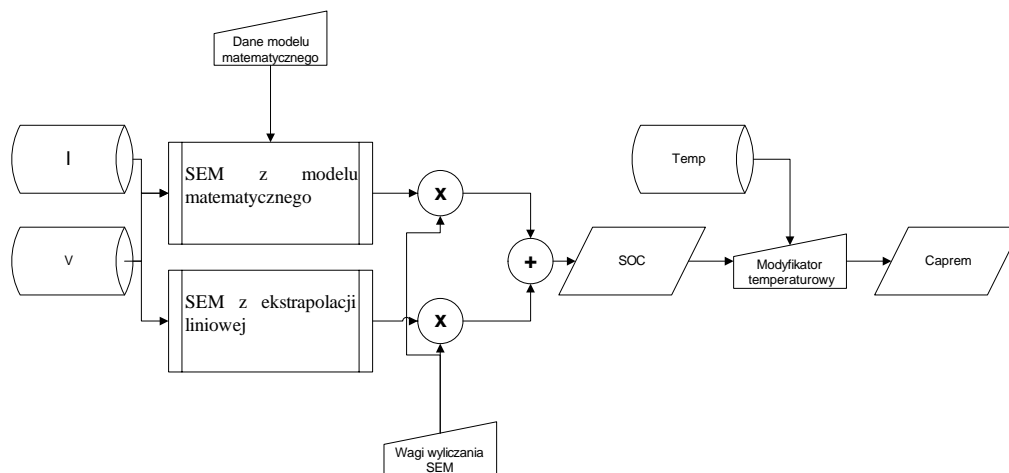 Dane modelu
matematycznego
I
SEM z modelu
matematycznego
x
Temp
V
+
SOC
Modyfikator
temperaturowy
Caprem
SEM z ekstrapolacji
liniowej
x
Wagi wyliczania
SEM